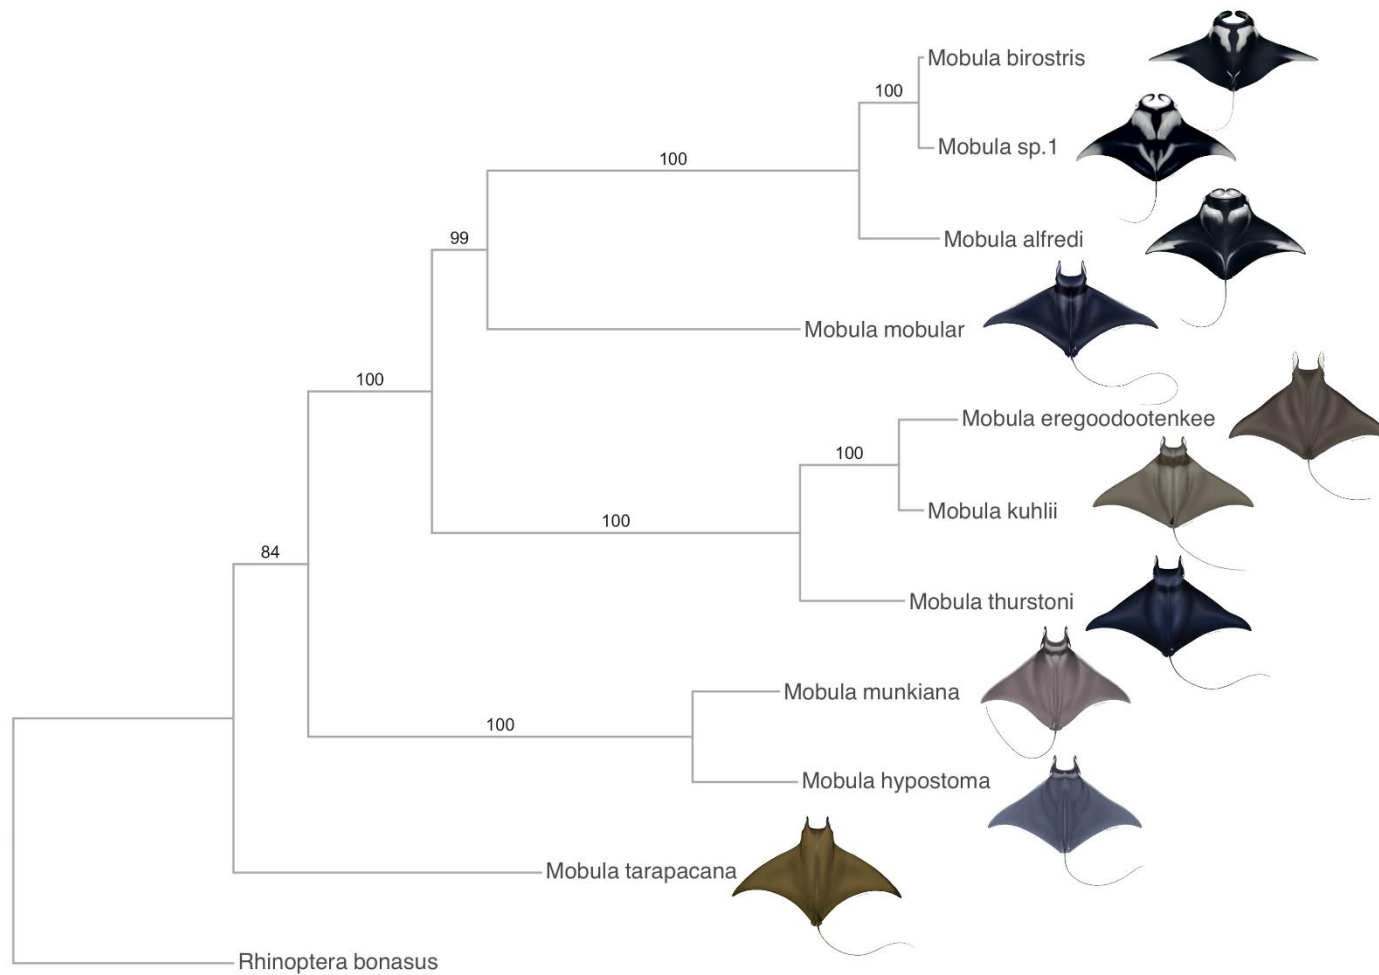 Mobula birostris
100
Mobula sp.1
100
Mobula alfredi
99
Mobula mobular
100
Mobula eregoodootenkee
100
Mobula kuhlii
100
84
Mobula thurstoni
Mobula munkiana
100
Mobula hypostoma
Mobula tarapacana
Rhinoptera bonasus